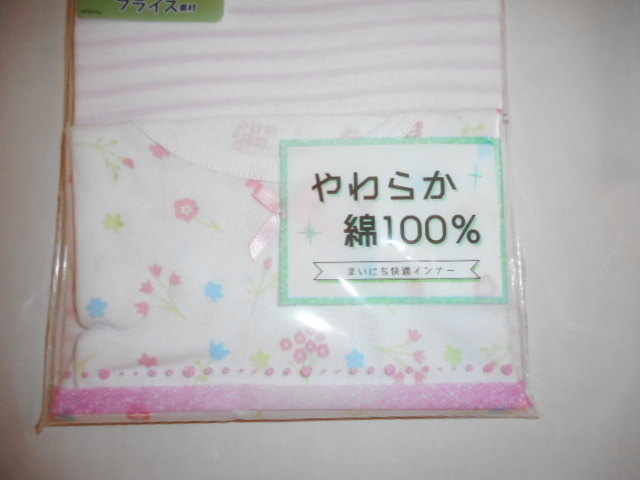 フライス素材
やわらか
綿100%
まいにち快適インナー